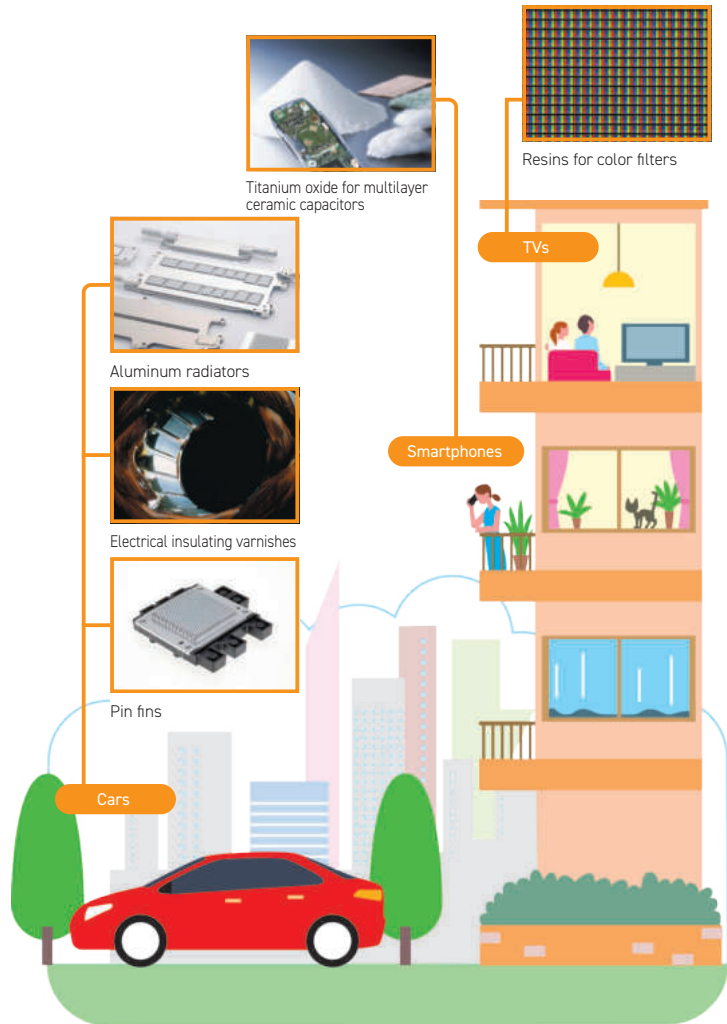 Resins for color filters
Titanium oxide for multilayer
ceramic capacitors
TVs
Aluminum radiators
Smartphones
Electrical insulating varnishes
Pin fins
Cars